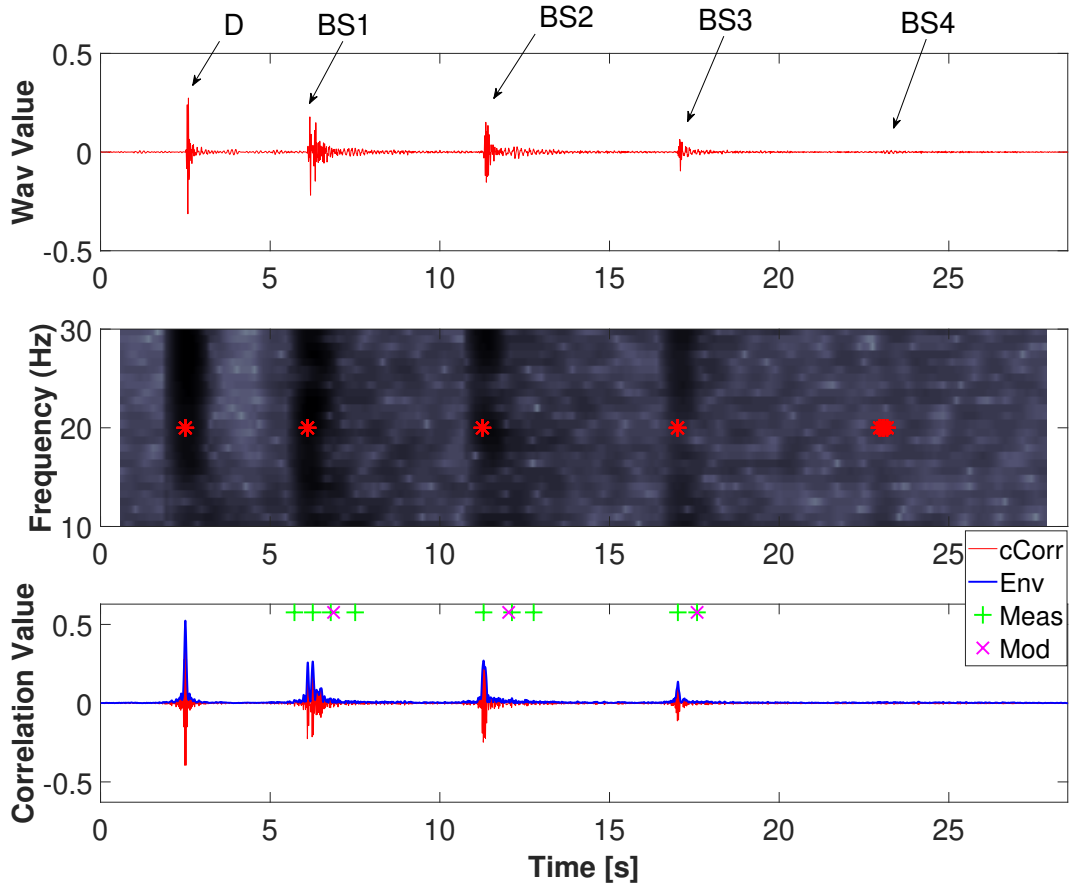 D BS1 BS2 BS3 BS4
0.5
0
-0.5
Wav Value
0 5 10 15 20 25
30
20
10
Frequency (Hz)
0 5 10 15 20 25
cCorr
Env
Meas
Mod
0.5
0
-0.5
Correlation Value
0 5 10 15 20 25
Time [s]